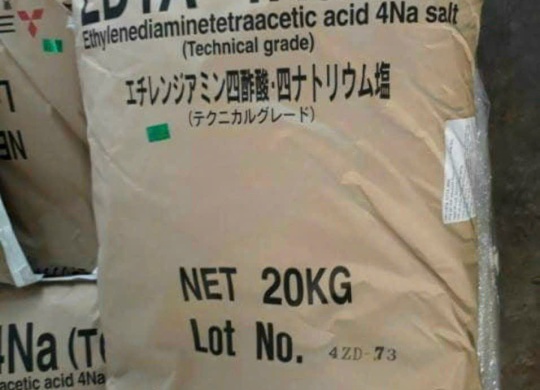 Ethylenediaminetetraacetic acid 4Na salt
(Technical grade)
エチレンジアミン四酢酸・四ナトリウム塩
(テクニカルグレード)
NET 20KG
Lot No. 4ZD-73
4Na
acetic acid 4Na